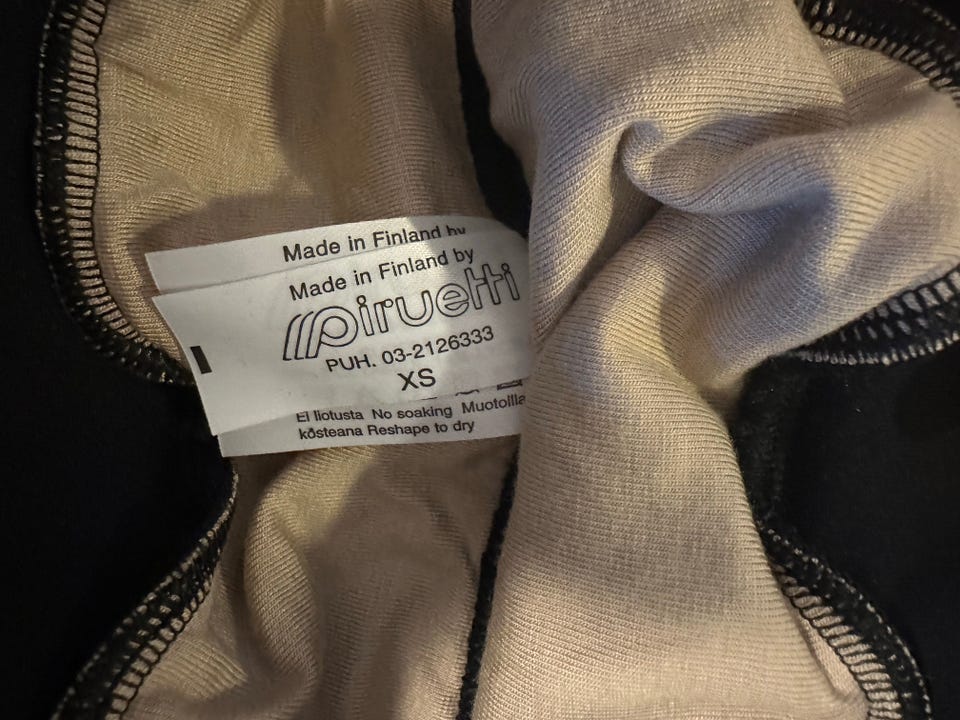 Made in Finland by
Made in Finland by
piruetti
PUH. 03-2126333
XS
Ei liotusta No soaking Muotoillaan
kosteana Reshape to dry